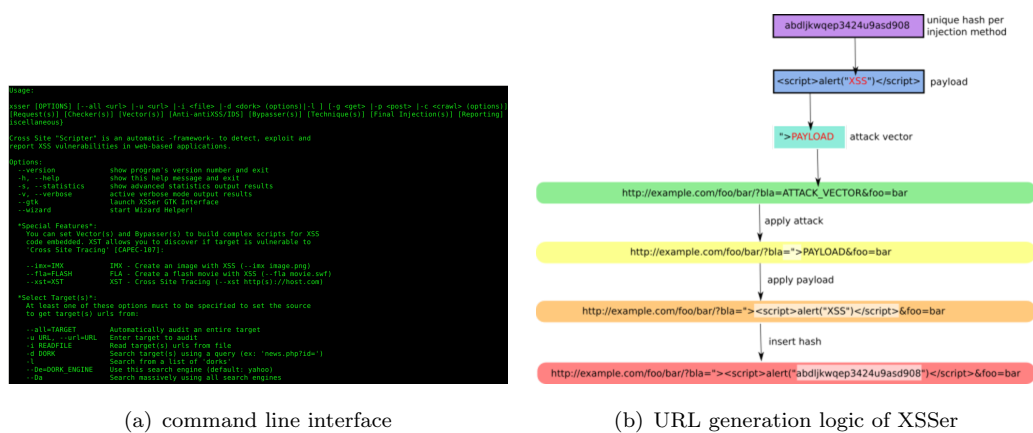 Usage:
xsser [OPTIONS] [--all <url> |-u <url> |-i <file> |-d <dork> (options)|-l ] [-g <get> |-p <post> |-c <crawl> (options)]
[Request(s)] [Checker(s)] [Vector(s)] [Anti-antiXSS/IDS] [Bypasser(s)] [Technique(s)] [Final Injection(s)] [Reporting]
iscellaneous}
Cross Site "Scripter" is an automatic -framework- to detect, exploit and
report XSS vulnerabilities in web-based applications.
Options:
--version show program's version number and exit
-h, --help show this help message and exit
-s, --statistics show advanced statistics output results
-v, --verbose active verbose mode output results
--gtk launch XSSer GTK Interface
--wizard start Wizard Helper!
*Special Features*:
You can set Vector(s) and Bypasser(s) to build complex scripts for XSS
code embedded. XST allows you to discover if target is vulnerable to
'Cross Site Tracing' [CAPEC-107]:
--imx=IMX IMX - Create an image with XSS (--imx image.png)
--fla=FLASH FLA - Create a flash movie with XSS (--fla movie.swf)
--xst=XST XST - Cross Site Tracing (--xst http(s)://host.com)
*Select Target(s)*:
At least one of these options must to be specified to set the source
to get target(s) urls from:
--all=TARGET Automatically audit an entire target
-u URL, --url=URL Enter target to audit
-i READFILE Read target(s) urls from file
-d DORK Search target(s) using a query (ex: 'news.php?id=')
-l Search from a list of 'dorks'
--De=DORK_ENGINE Use this search engine (default: yahoo)
--Da Search massively using all search engines
(a) command line interface
abdljkwqep3424u9asd908
unique hash per
injection method
<script>alert("XSS")</script>
payload
">PAYLOAD
attack vector
http://example.com/foo/bar/?bla=ATTACK_VECTOR&foo=bar
apply attack
http://example.com/foo/bar/?bla=">PAYLOAD&foo=bar
apply payload
http://example.com/foo/bar/?bla="><script>alert("XSS")</script>&foo=bar
insert hash
http://example.com/foo/bar/?bla="><script>alert("abdljkwqep3424u9asd908")</script>&foo=bar
(b) URL generation logic of XSSer